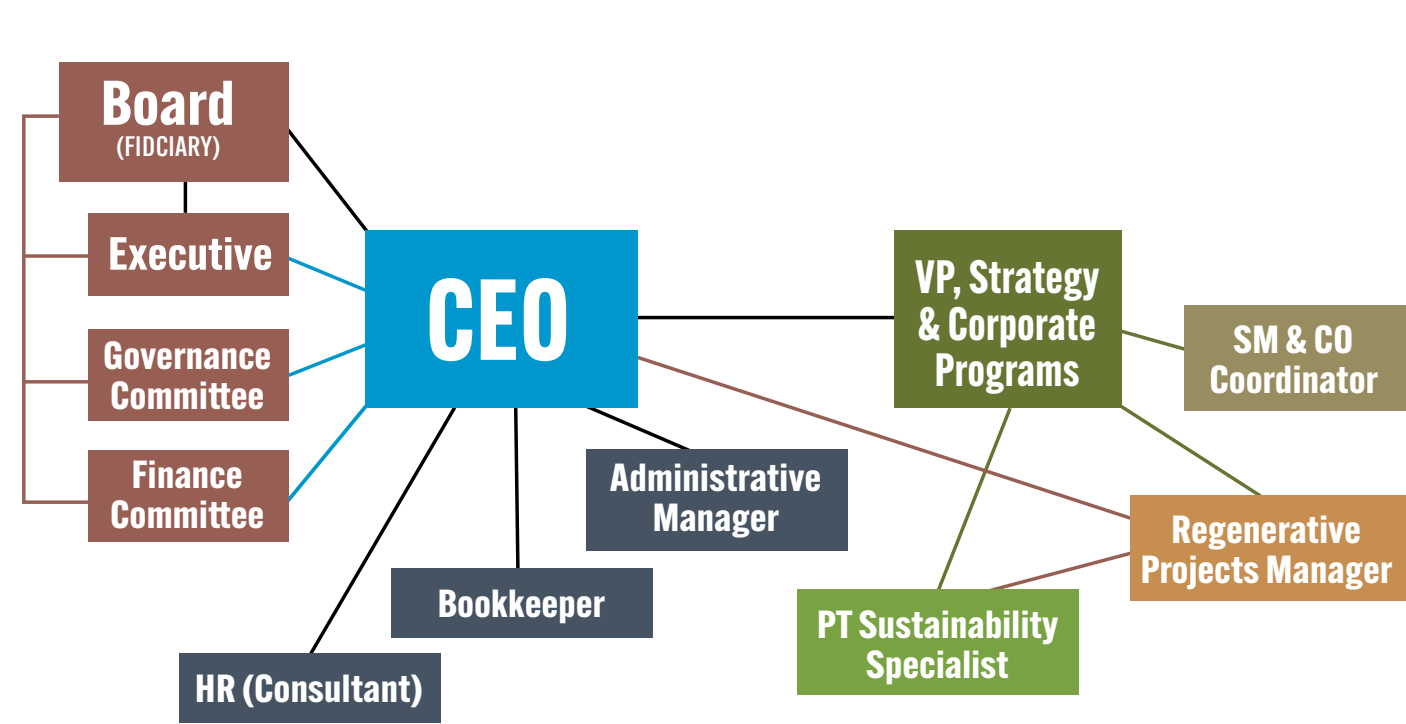 Board
(FIDCIARY)
Executive
Governance
Committee
Finance
Committee
CEO
VP, Strategy
& Corporate
Programs
SM & CO
Coordinator
Administrative
Manager
Regenerative
Projects Manager
Bookkeeper
PT Sustainability
Specialist
HR (Consultant)